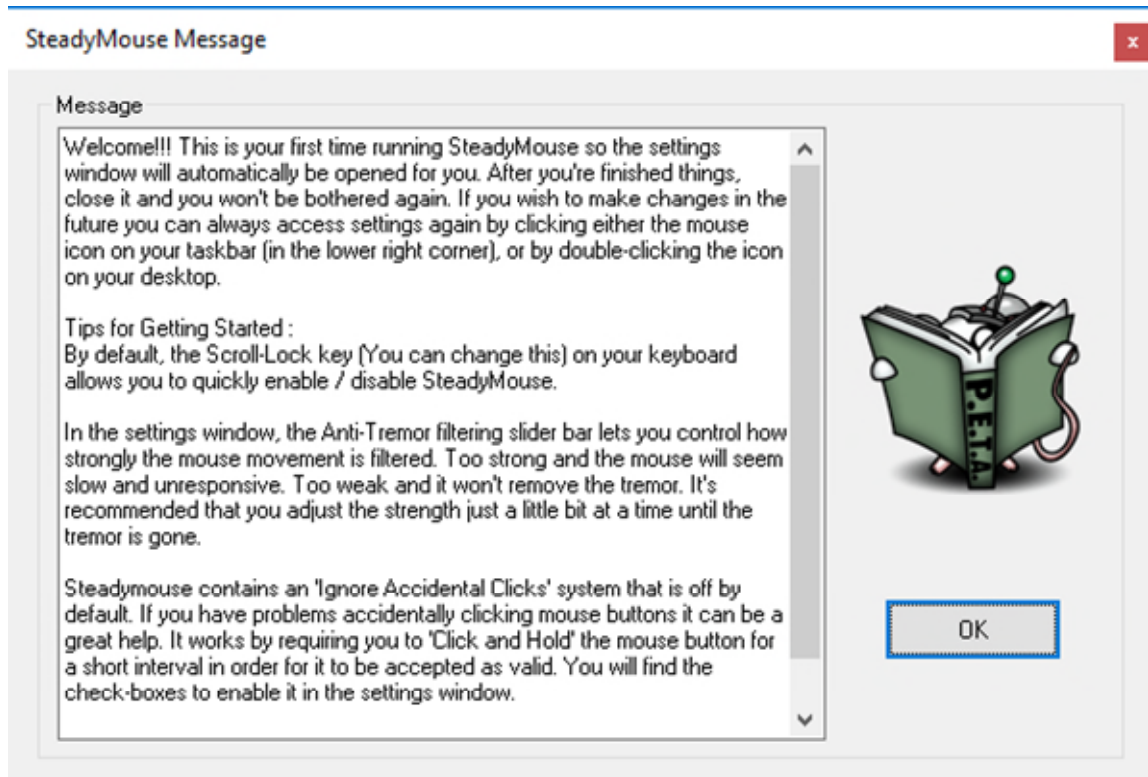 SteadyMouse Message
x
Message
Welcome!!! This is your first time running SteadyMouse so the settings
window will automatically be opened for you. After you're finished things,
close it and you won't be bothered again. If you wish to make changes in the
future you can always access settings again by clicking either the mouse
icon on your taskbar (in the lower right corner), or by double-clicking the icon
on your desktop.
Tips for Getting Started :
By default, the Scroll-Lock key (You can change this) on your keyboard
allows you to quickly enable / disable SteadyMouse.
In the settings window, the Anti-Tremor filtering slider bar lets you control how
strongly the mouse movement is filtered. Too strong and the mouse will seem
slow and unresponsive. Too weak and it won't remove the tremor. It's
recommended that you adjust the strength just a little bit at a time until the
tremor is gone.
Steadymouse contains an 'Ignore Accidental Clicks' system that is off by
default. If you have problems accidentally clicking mouse buttons it can be a
great help. It works by requiring you to 'Click and Hold' the mouse button for
a short interval in order for it to be accepted as valid. You will find the
check-boxes to enable it in the settings window.
P.E.T.A.
OK